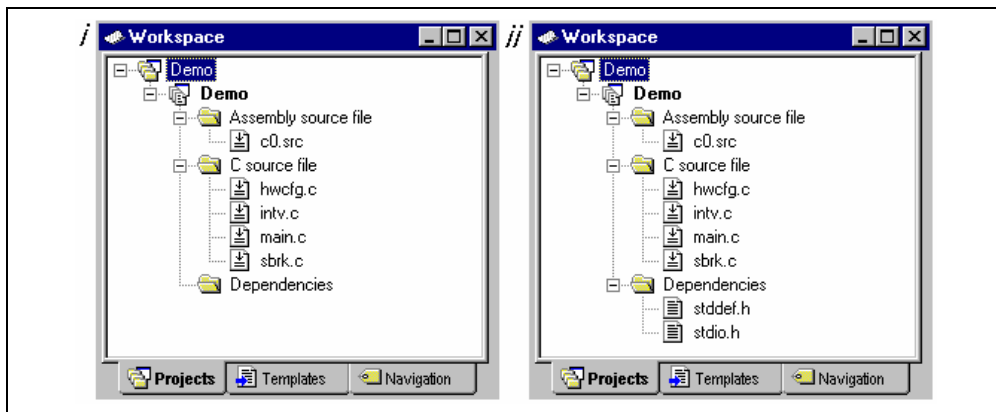 i
Workspace
Demo
Demo
Assembly source file
c0.src
C source file
hwcfg.c
intv.c
main.c
sbrk.c
Dependencies
Projects
Templates
Navigation
ii
Workspace
Demo
Demo
Assembly source file
c0.src
C source file
hwcfg.c
intv.c
main.c
sbrk.c
Dependencies
stddef.h
stdio.h
Projects
Templates
Navigation